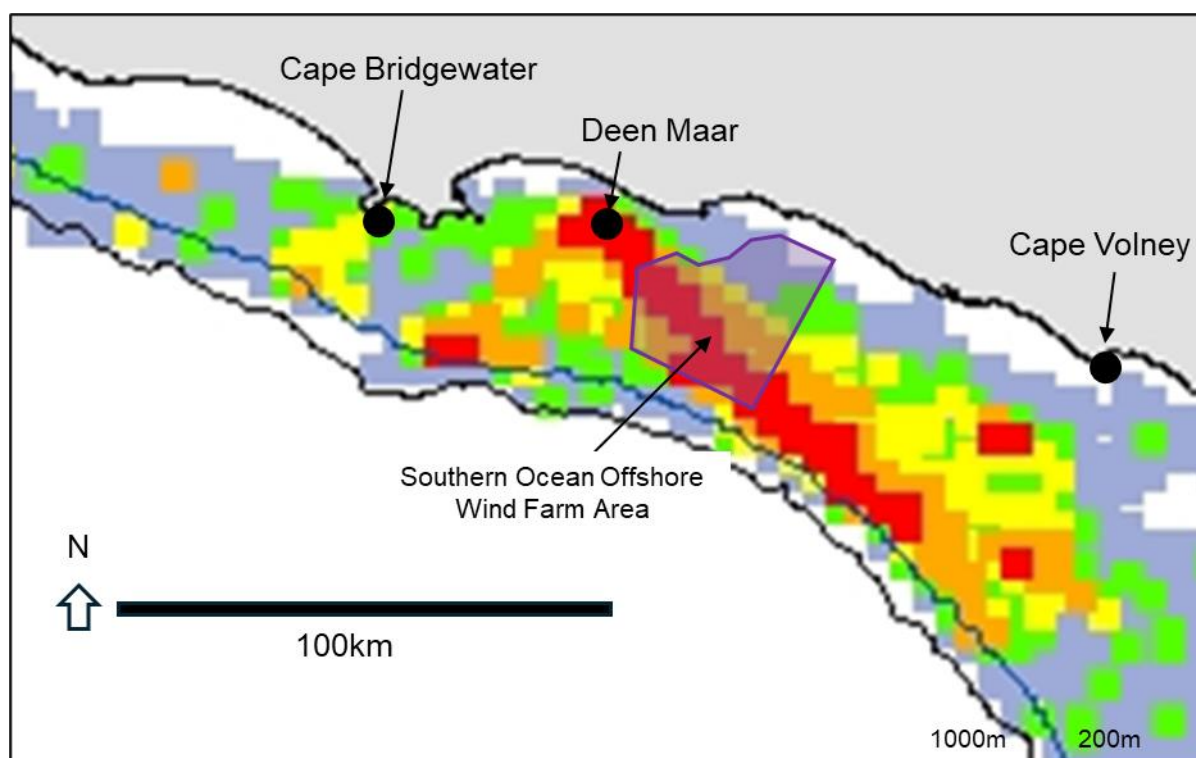 Cape Bridgewater
Deen Maar
Cape Volney
Southern Ocean Offshore
Wind Farm Area
N
100km
1000m
200m